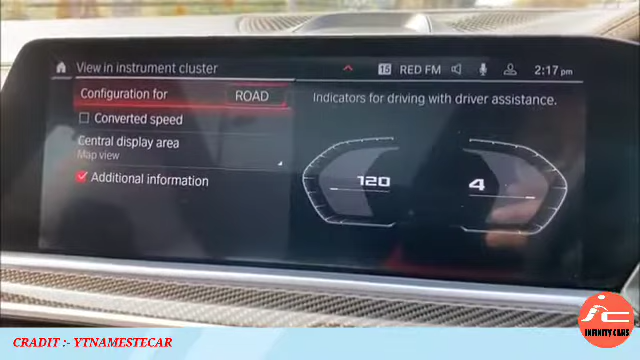 View in instrument cluster
15 RED FM 2:17 pm
Configuration for ROAD
Indicators for driving with driver assistance.
Converted speed
Central display area
Map view
Additional information
120 4
CRADIT :- YTNAMESTECAR
INFINITY CARS